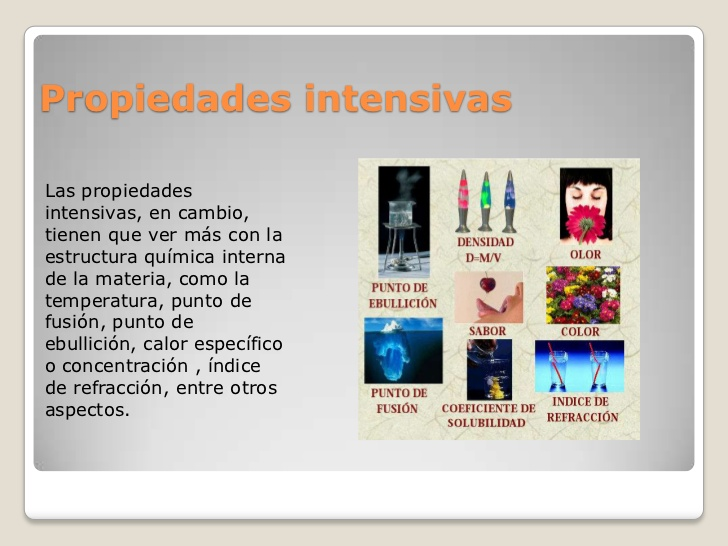 Propiedades intensivas
Las propiedades
intensivas, en cambio,
tienen que ver más con la
estructura química interna
de la materia, como la
temperatura, punto de
fusión, punto de
ebullición, calor específico
o concentración , índice
de refracción, entre otros
aspectos.
DENSIDAD
D=M/V
OLOR
PUNTO DE
EBULLICIÓN
SABOR
COLOR
PUNTO DE
FUSIÓN
COEFICIENTE DE
SOLUBILIDAD
INDICE DE
REFRACCIÓN